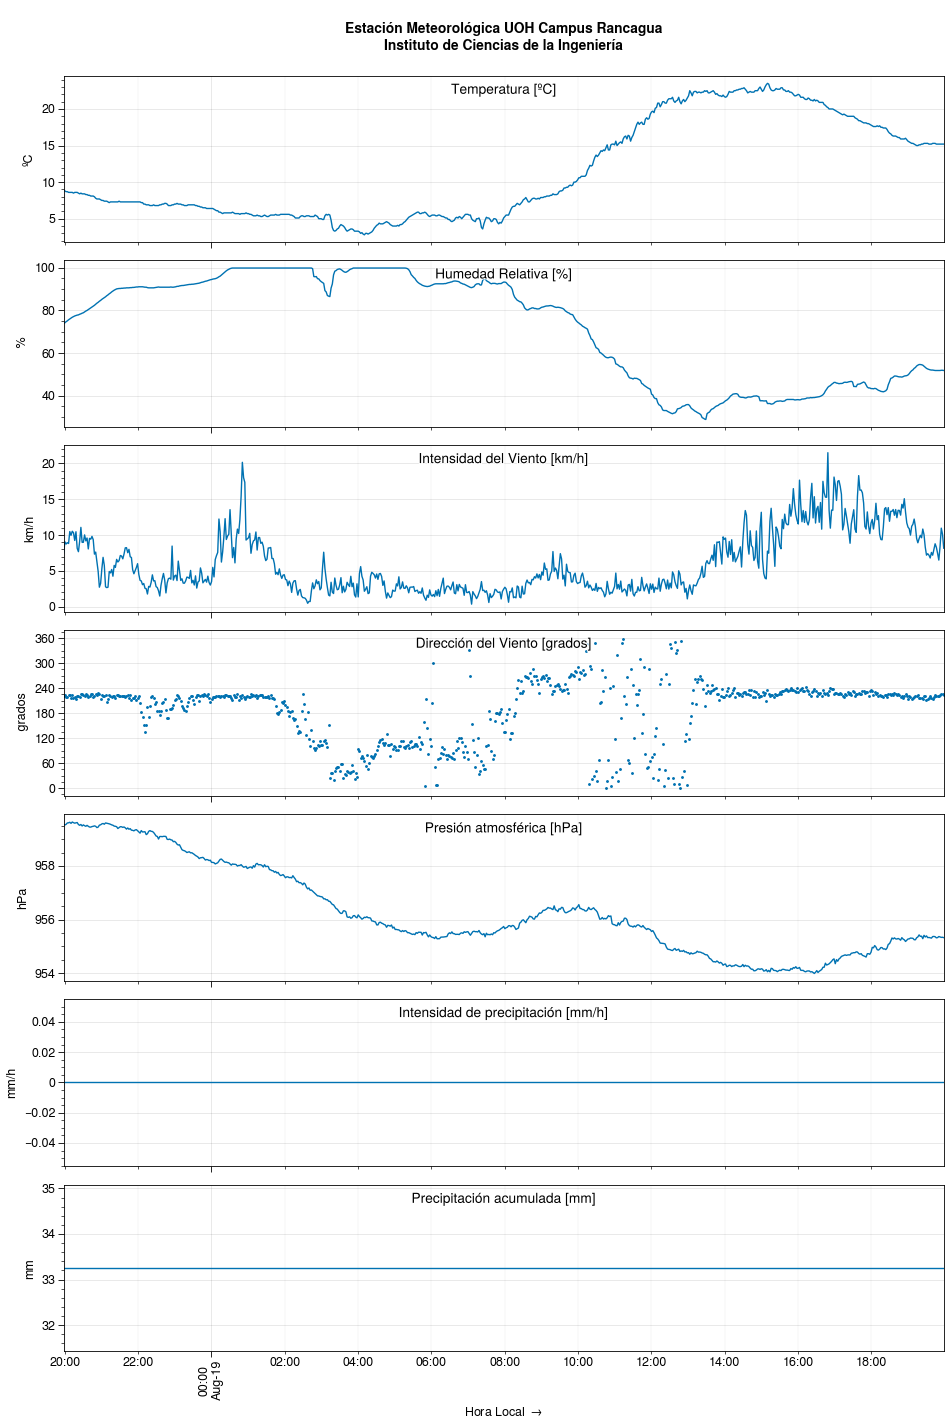 Estación Meteorológica UOH Campus Rancagua
Instituto de Ciencias de la Ingeniería
Temperatura [ºC]
ºC
20
15
10
5
Humedad Relativa [%]
%
100
80
60
40
Intensidad del Viento [km/h]
km/h
20
15
10
5
0
Dirección del Viento [grados]
grados
360
300
240
180
120
60
0
Presión atmosférica [hPa]
hPa
958
956
954
Intensidad de precipitación [mm/h]
mm/h
0.04
0.02
0
−0.02
−0.04
Precipitación acumulada [mm]
mm
35
34
33
32
20:00 22:00 00:00 02:00 04:00 06:00 08:00 10:00 12:00 14:00 16:00 18:00
Aug-19
Hora Local →